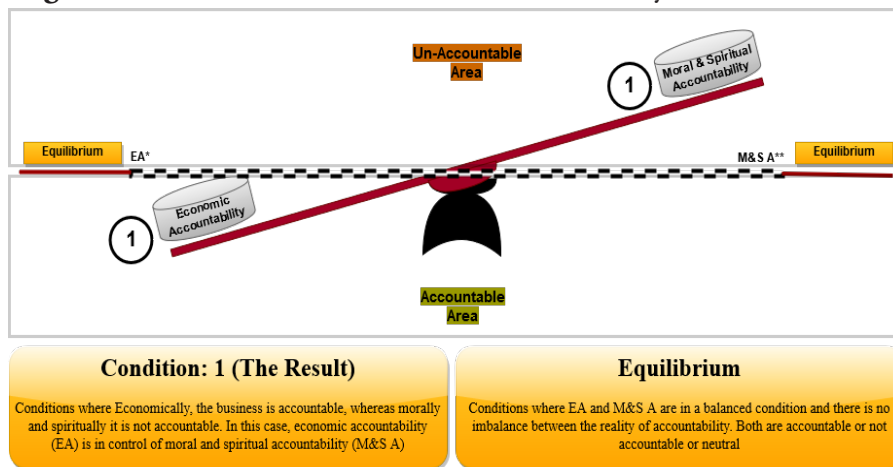 Un-Accountable
Area
Moral & Spiritual
Accountability
1
Equilibrium
EA*
M&S A**
Equilibrium
Economic
Accountability
1
Accountable
Area
Condition: 1 (The Result)
Conditions where Economically, the business is accountable, whereas morally
and spiritually it is not accountable. In this case, economic accountability
(EA) is in control of moral and spiritual accountability (M&S A)
Equilibrium
Conditions where EA and M&S A are in a balanced condition and there is no
imbalance between the reality of accountability. Both are accountable or not
accountable or neutral